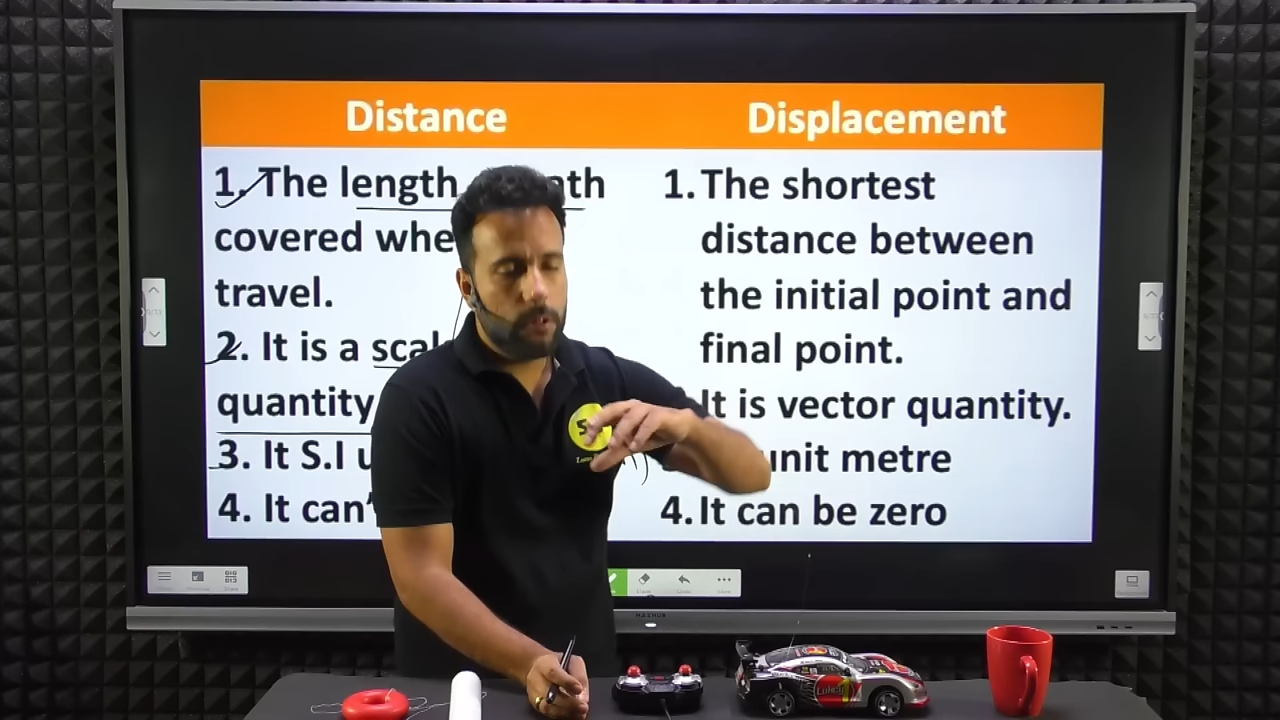 Distance
Displacement
1. The length
covered
travel.
2. It is a
quantity
3. It S.I
4. It can'
1. The shortest
distance between
the initial point and
final point.
It is vector quantity.
unit metre
4. It can be zero
MAXHUB